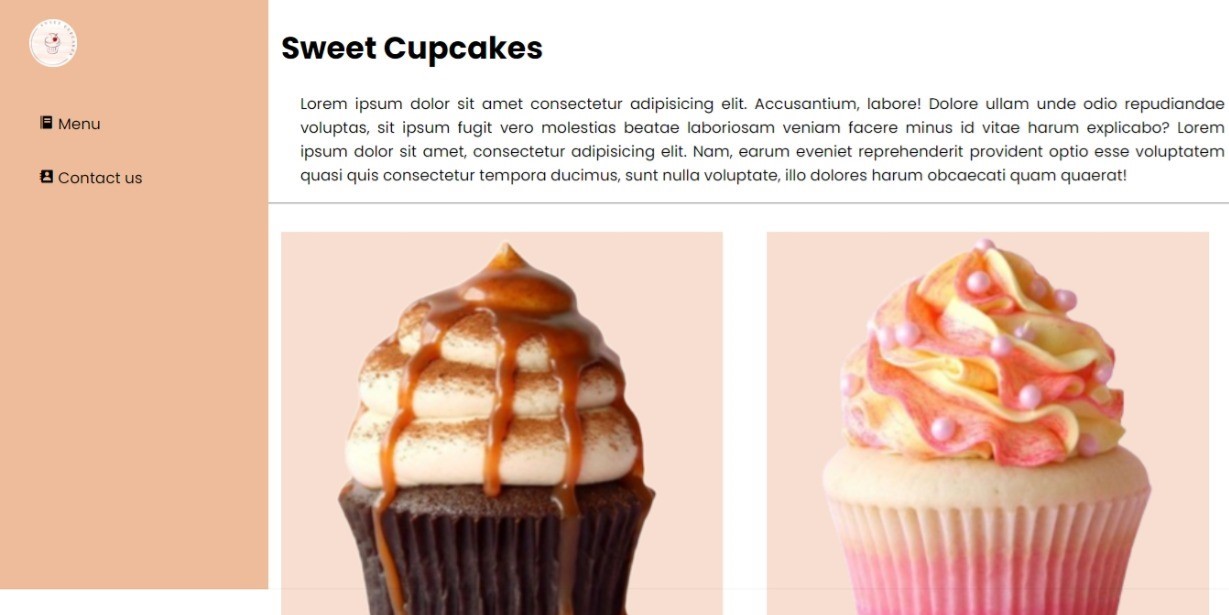 Menu
Contact us
Sweet Cupcakes
Lorem ipsum dolor sit amet consectetur adipisicing elit. Accusantium, labore! Dolore ullam unde odio repudiandae
voluptas, sit ipsum fugit vero molestias beatae laboriosam veniam facere minus id vitae harum explicabo? Lorem
ipsum dolor sit amet, consectetur adipisicing elit. Nam, earum eveniet reprehenderit provident optio esse voluptatem
quasi quis consectetur tempora ducimus, sunt nulla voluptate, illo dolores harum obcaecati quam quaerat!